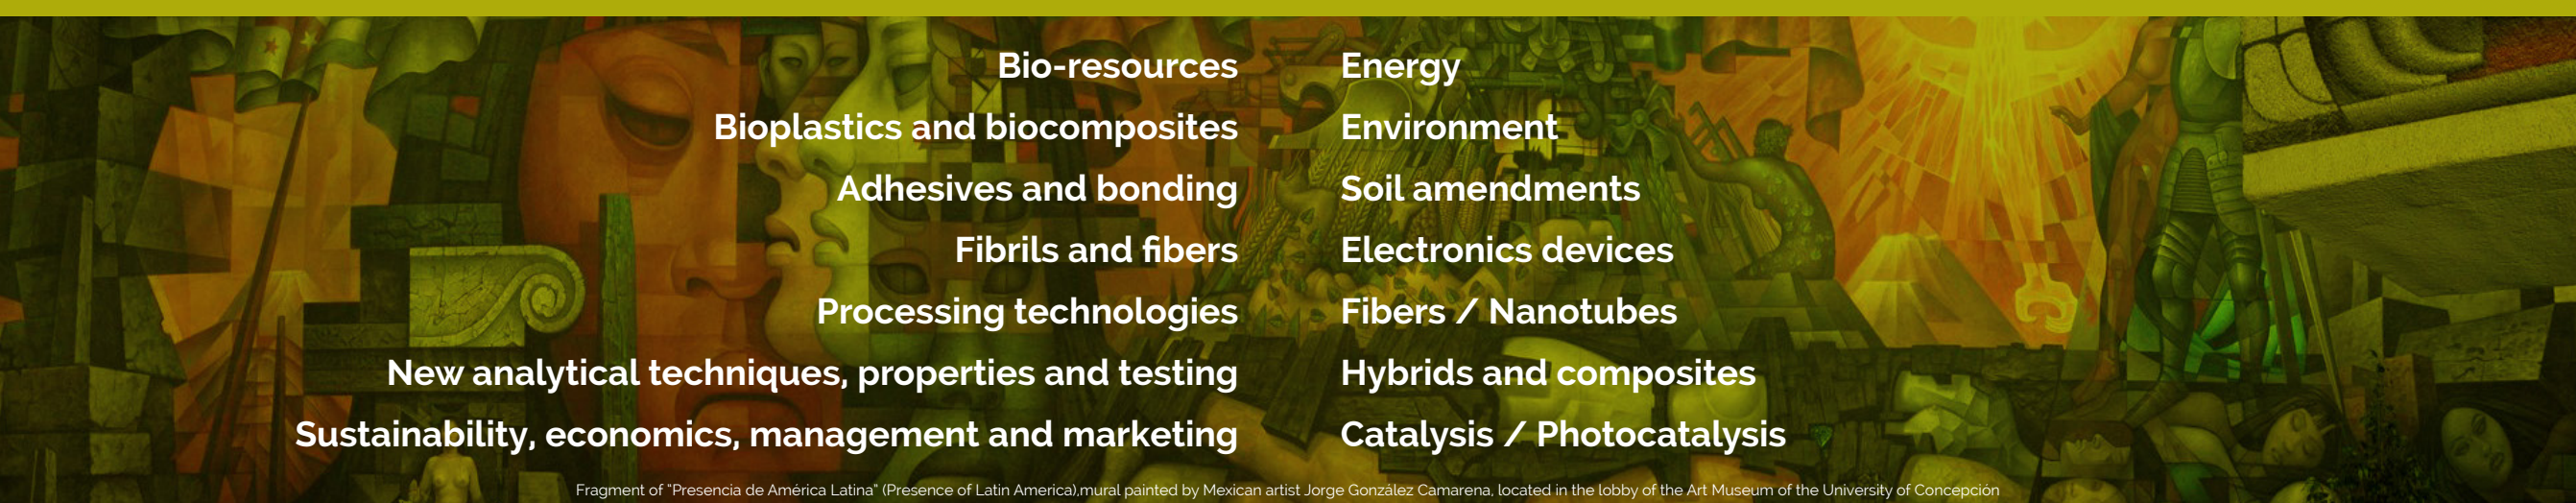 Bio-resources
Bioplastics and biocomposites
Adhesives and bonding
Fibrils and fibers
Processing technologies
New analytical techniques, properties and testing
Sustainability, economics, management and marketing
Energy
Environment
Soil amendments
Electronics devices
Fibers / Nanotubes
Hybrids and composites
Catalysis / Photocatalysis
Fragment of "Presencia de América Latina" (Presence of Latin America),mural painted by Mexican artist Jorge González Camarena, located in the lobby of the Art Museum of the University of Concepción